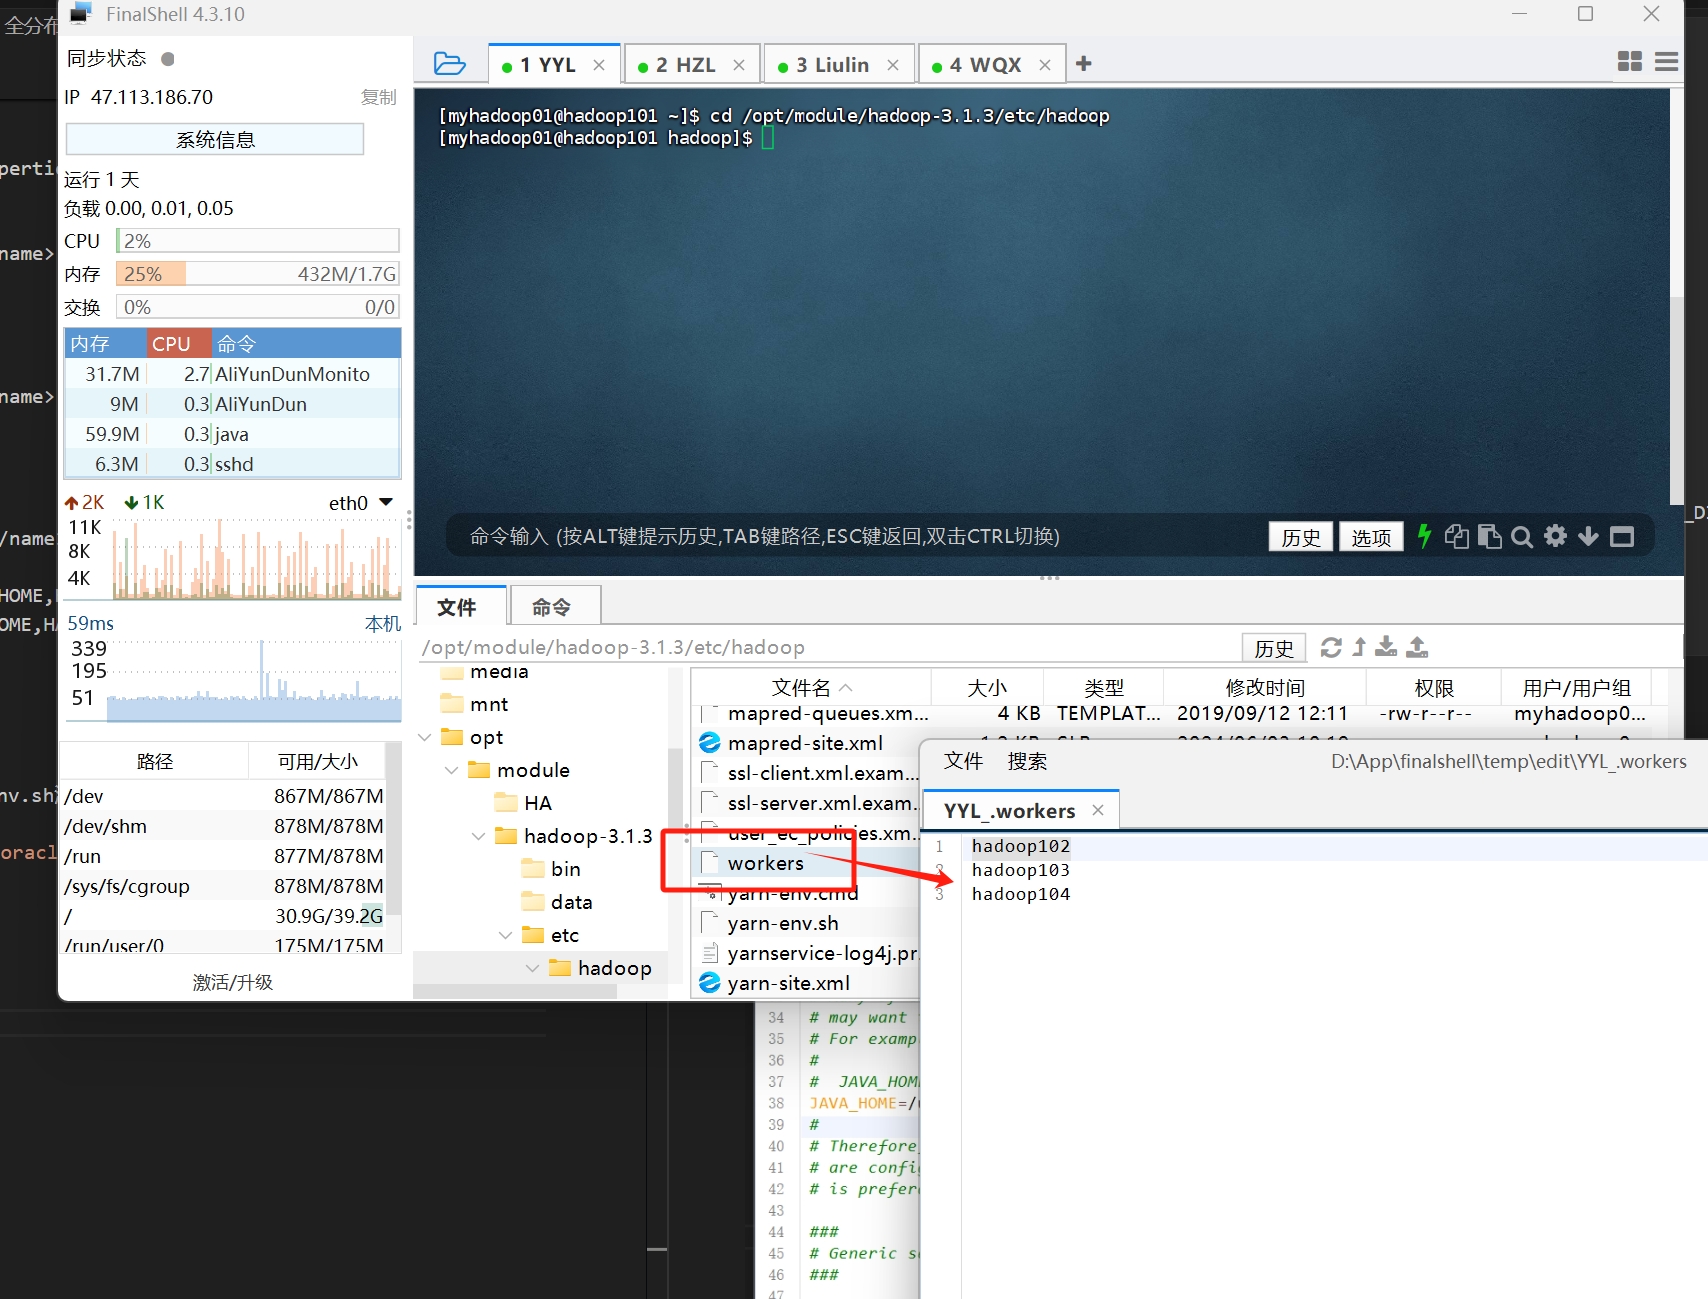 全分布
FinalShell 4.3.10
同步状态
IP 47.113.186.70
复制
系统信息
运行 1 天
负载 0.00, 0.01, 0.05
CPU 2%
内存 25% 432M/1.7G
交换 0% 0/0
内存 CPU 命令
31.7M 2.7 AliYunDunMonito
9M 0.3 AliYunDun
59.9M 0.3 java
6.3M 0.3 sshd
2K 1K eth0
11K
8K
4K
59ms 本机
339
195
51
路径 可用/大小
/dev 867M/867M
/dev/shm 878M/878M
/run 877M/878M
/sys/fs/cgroup 878M/878M
/ 30.9G/39.2G
/run/user/0 175M/175M
激活/升级
1 YYL
2 HZL
3 Liulin
4 WQX
[myhadoop01@hadoop101 ~]$ cd /opt/module/hadoop-3.1.3/etc/hadoop
[myhadoop01@hadoop101 hadoop]$
命令输入 (按ALT键提示历史,TAB键路径,ESC键返回,双击CTRL切换)
历史 选项
文件 命令
/opt/module/hadoop-3.1.3/etc/hadoop
历史
media
mnt
opt
module
HA
hadoop-3.1.3
bin
data
etc
hadoop
文件名 大小 类型 修改时间 权限 用户/用户组
mapred-queues.xm... 4 KB TEMPLAT... 2019/09/12 12:11 -rw-r--r-- myhadoop0...
mapred-site.xml
ssl-client.xml.exam...
ssl-server.xml.exam..
user_ec_policies.xm..
workers
yarn-env.cmd
yarn-env.sh
yarnservice-log4j.pr
yarn-site.xml
文件 搜索 D:\App\finalshell\temp\edit\YYL_.workers
YYL_.workers
1 hadoop102
2 hadoop103
3 hadoop104
perti
name>
name>
/name
HOME,
OME,H
nv.sh
oracl
34 # may want
35 # For examp
36 #
37 # JAVA_HOM
38 JAVA_HOME=/
39 #
40 # Therefore
41 # are confi
42 # is prefer
43
44 ###
45 # Generic s
46 ###
47